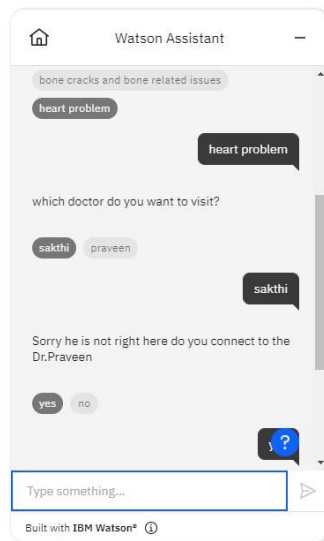 Watson Assistant
bone cracks and bone related issues
heart problem
heart problem
which doctor do you want to visit?
sakthi praveen
sakthi
Sorry he is not right here do you connect to the
Dr.Praveen
yes no
?
Type something...
Built with IBM Watson®